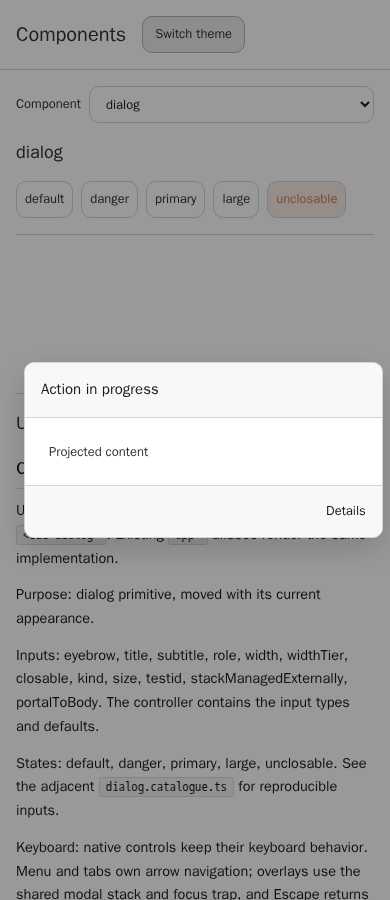 Components
Switch theme
Component
dialog
dialog
default
danger
primary
large
unclosable
Action in progress
Projected content
Details
implementation.
Purpose: dialog primitive, moved with its current
appearance.
Inputs: eyebrow, title, subtitle, role, width, widthTier,
closable, kind, size, testid, stackManagedExternally,
portalToBody. The controller contains the input types
and defaults.
States: default, danger, primary, large, unclosable. See
the adjacent dialog.catalogue.ts for reproducible
inputs.
Keyboard: native controls keep their keyboard behavior.
Menu and tabs own arrow navigation; overlays use the
shared modal stack and focus trap, and Escape returns